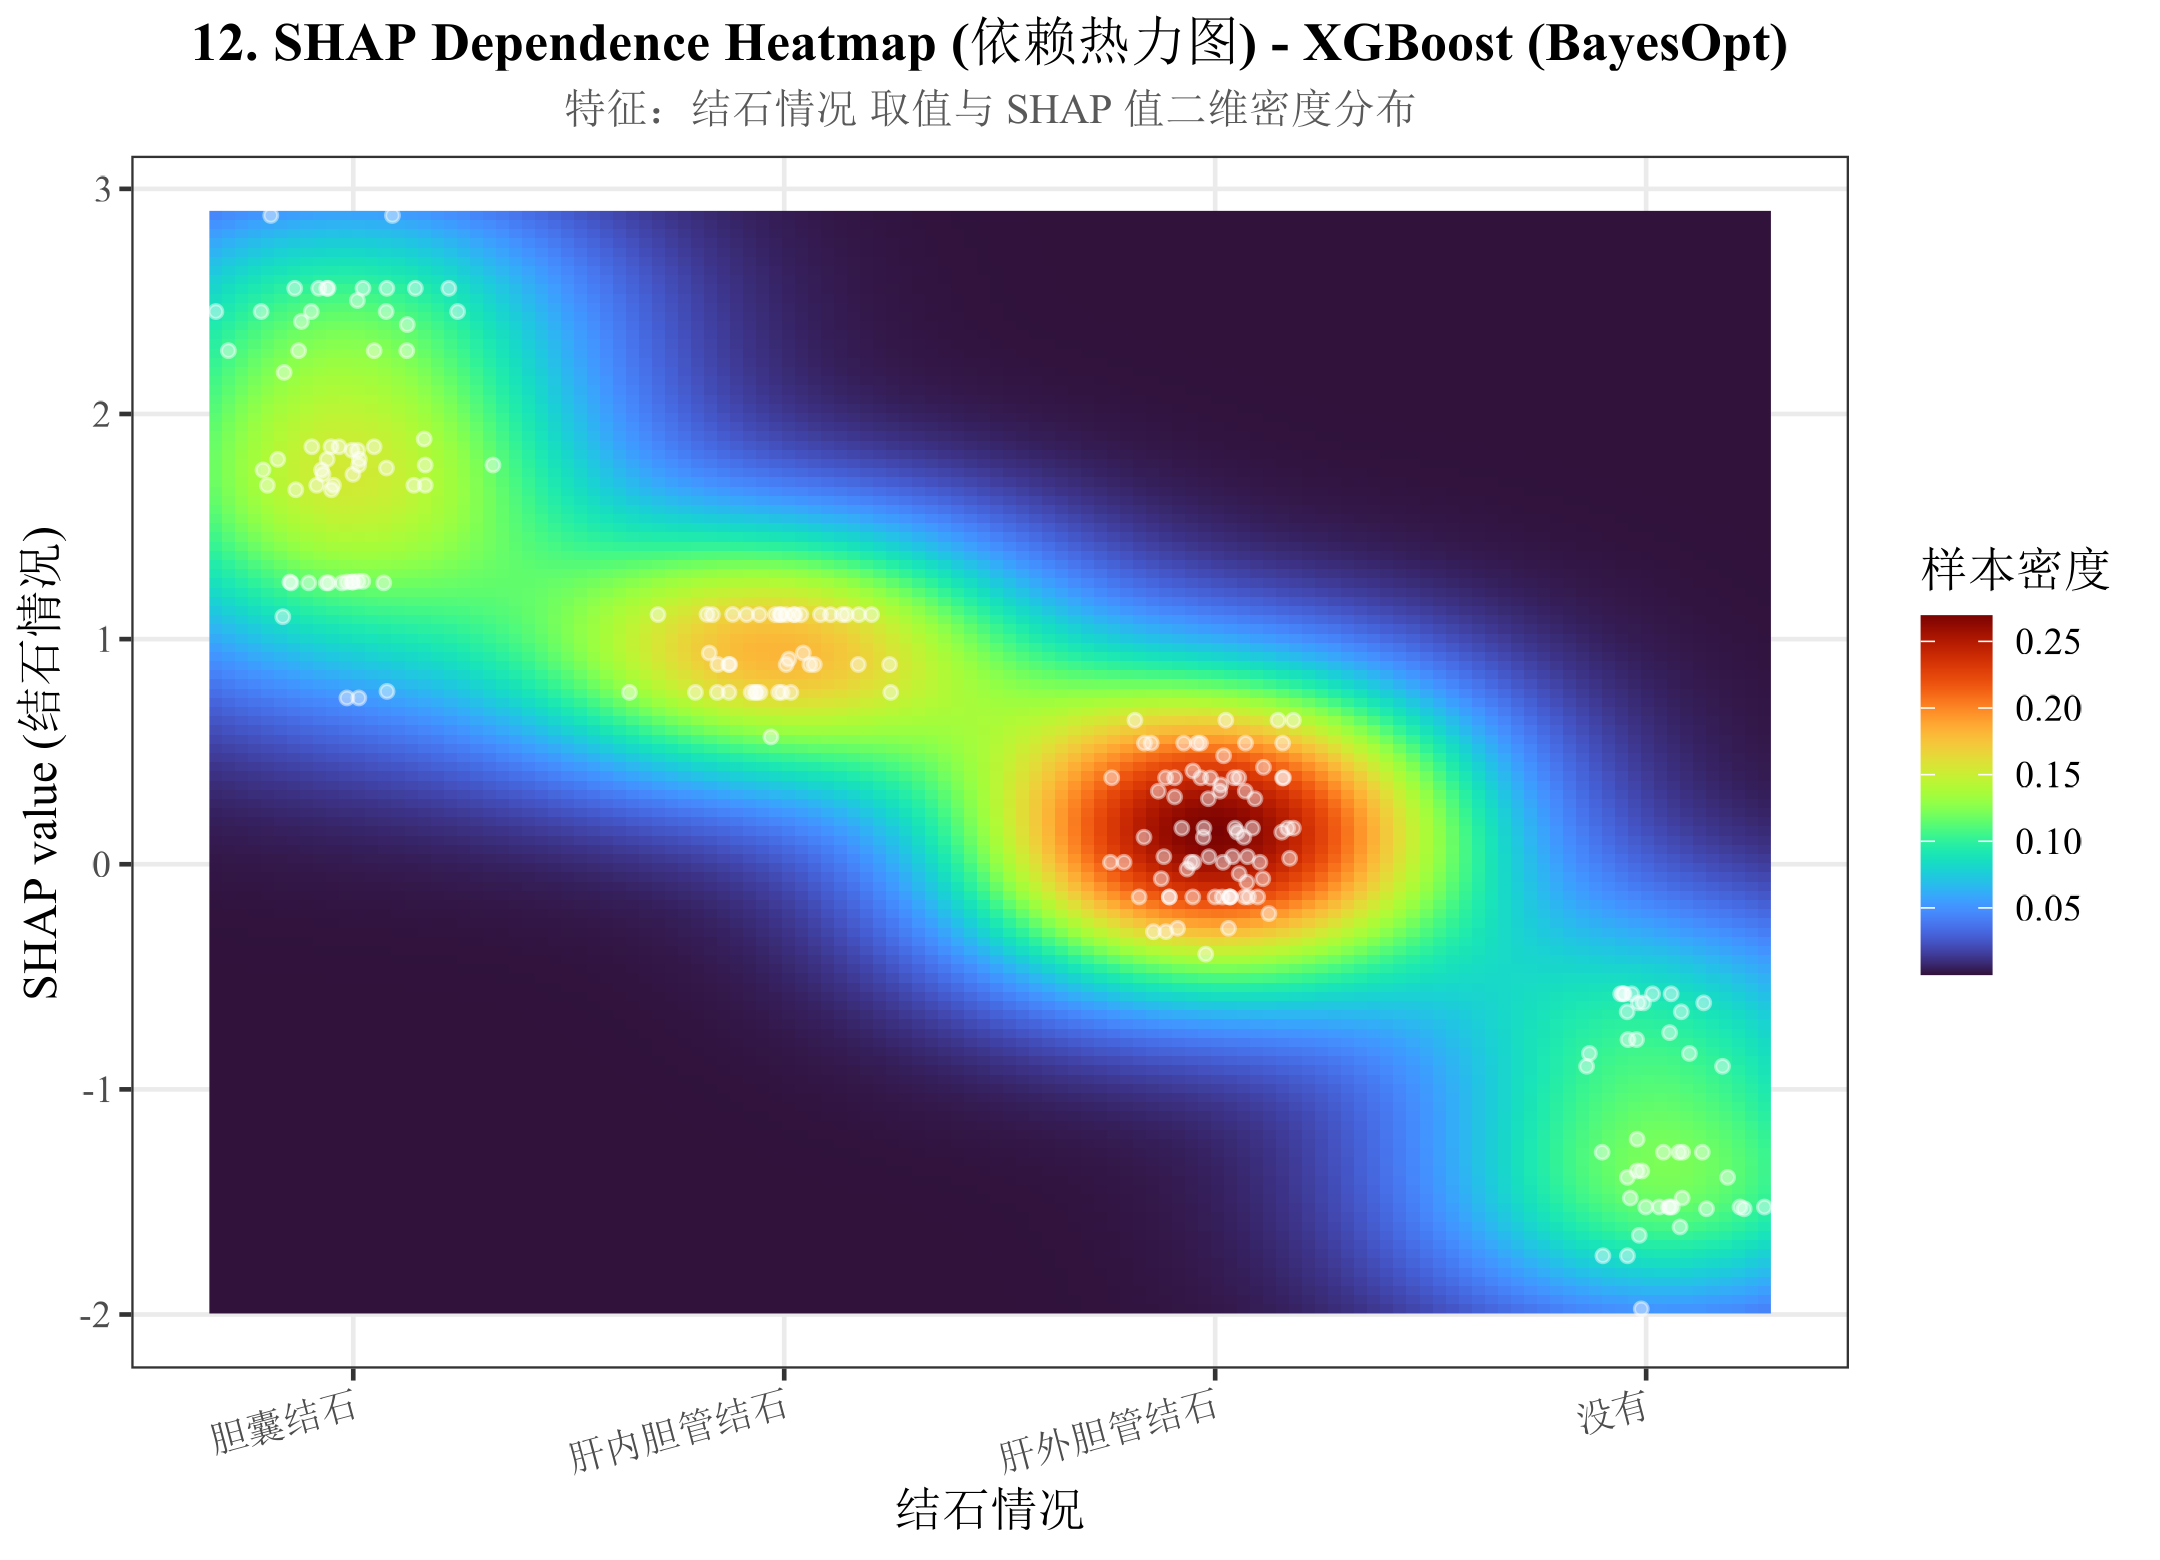 12. SHAP Dependence Heatmap (依赖热力图) - XGBoost (BayesOpt)
特征：结石情况 取值与 SHAP 值二维密度分布
SHAP value (结石情况)
3
2
1
0
-1
-2
胆囊结石
肝内胆管结石
肝外胆管结石
没有
结石情况
样本密度
0.25
0.20
0.15
0.10
0.05